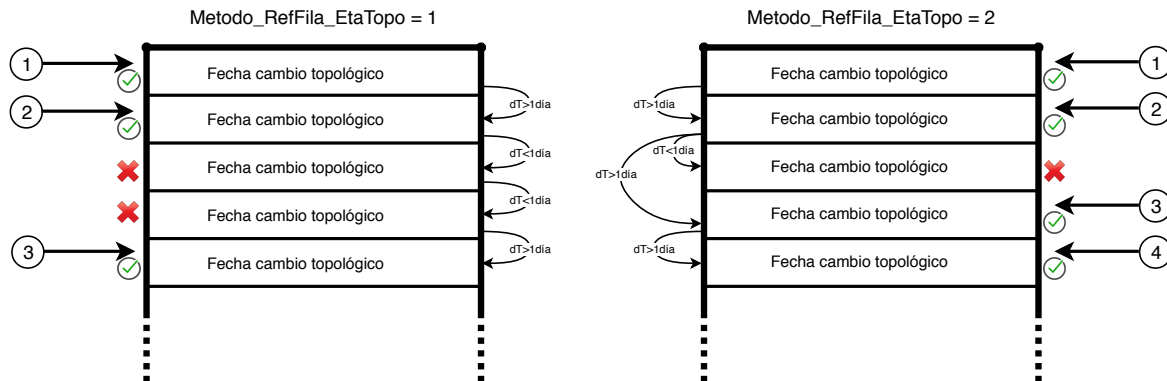 Metodo_RefFila_EtaTopo = 1
1
Fecha cambio topológico
dT>1dia
2
Fecha cambio topológico
dT<1dia
Fecha cambio topológico
dT<1dia
Fecha cambio topológico
dT>1dia
3
Fecha cambio topológico
Metodo_RefFila_EtaTopo = 2
Fecha cambio topológico
1
dT>1dia
Fecha cambio topológico
2
dT<1dia
dT>1dia
Fecha cambio topológico
Fecha cambio topológico
3
dT>1dia
Fecha cambio topológico
4